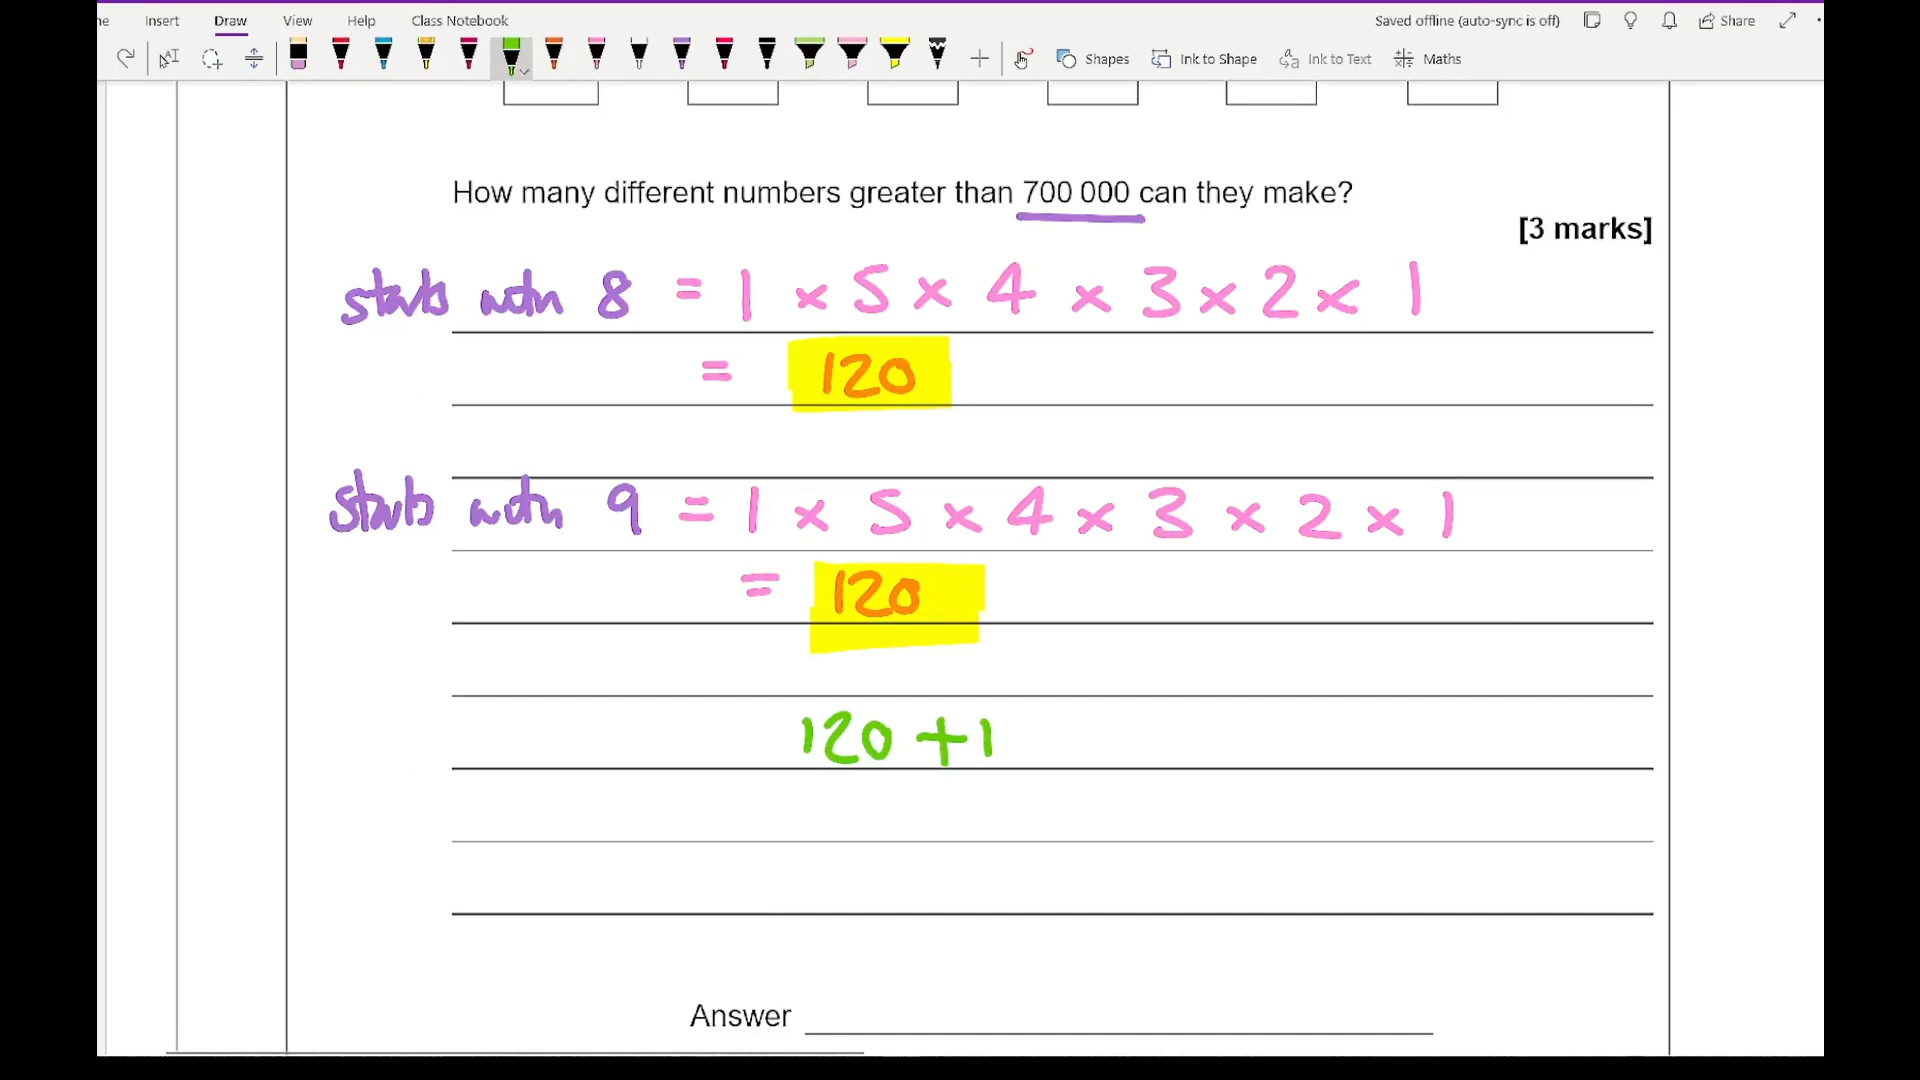 Insert Draw View Help Class Notebook Saved offline (auto-sync is off) Share
Shapes Ink to Shape Ink to Text Maths
How many different numbers greater than 700 000 can they make?
[3 marks]
starts with 8 = 1 × 5 × 4 × 3 × 2 × 1
= 120
starts with 9 = 1 × 5 × 4 × 3 × 2 × 1
= 120
120 + 1
Answer